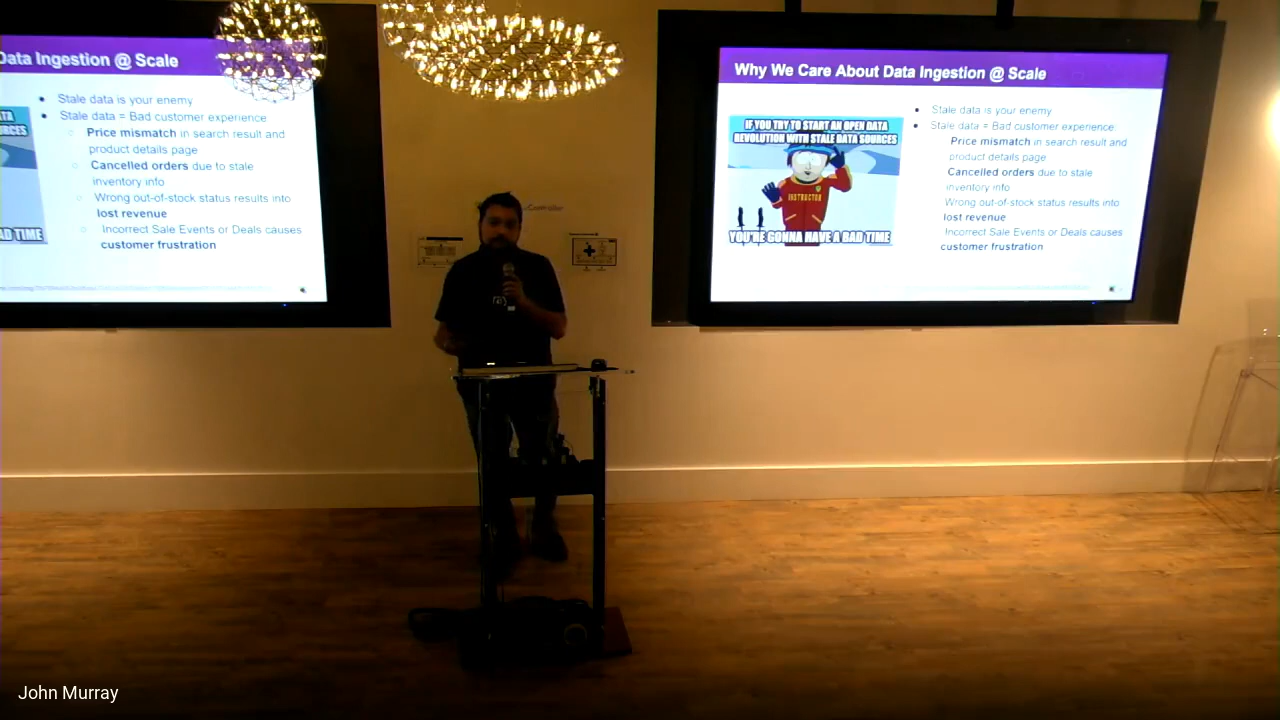 Data Ingestion @ Scale
Stale data is your enemy
Stale data = Bad customer experience
Price mismatch in search result and
product details page
Cancelled orders due to stale
inventory info
Wrong out-of-stock status results into
lost revenue
Incorrect Sale Events or Deals causes
customer frustration
AD TIME
Why We Care About Data Ingestion @ Scale
IF YOU TRY TO START AN OPEN DATA
REVOLUTION WITH STALE DATA SOURCES
INSTRUCTOR
YOU'RE GONNA HAVE A BAD TIME
Stale data is your enemy
Stale data = Bad customer experience:
Price mismatch in search result and
product details page
Cancelled orders due to stale
inventory info
Wrong out-of-stock status results into
lost revenue
Incorrect Sale Events or Deals causes
customer frustration
John Murray